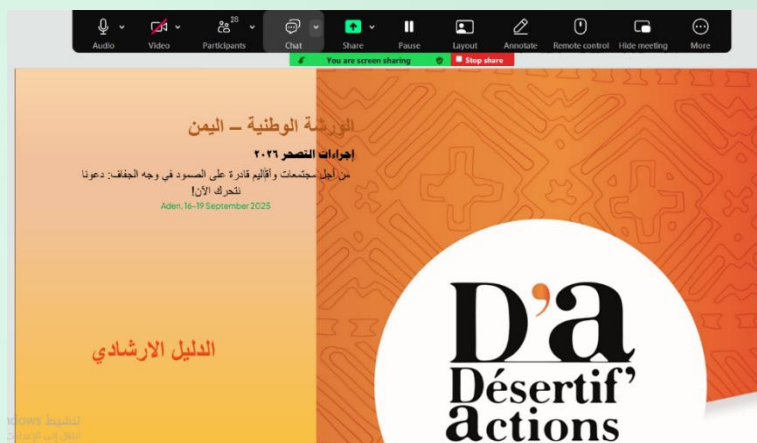 28
Audio Video Participants Chat Share Pause Layout Annotate Remote control Hide meeting More
You are screen sharing Stop share
الورشة الوطنية – اليمن
إجراءات التصحر ٢٠٢٦
من أجل مجتمعات وأقاليم قادرة على الصمود في وجه الجفاف: دعونا
نتحرك الآن!
Aden, 16-19 September 2025
D'a
Désertif'
actions
الدليل الارشادي
تنشيط Windows